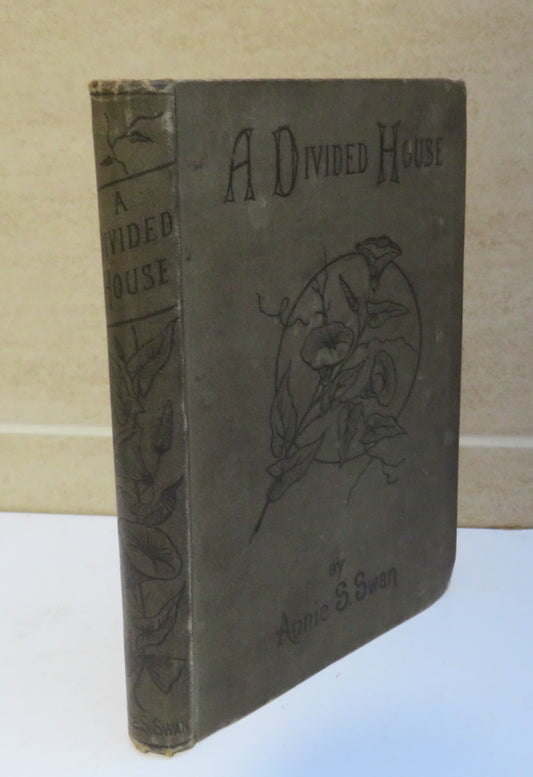 A DIVIDED HOUSE
BY
Annie S. Swan
A
DIVIDED
HOUSE
S. SWAN